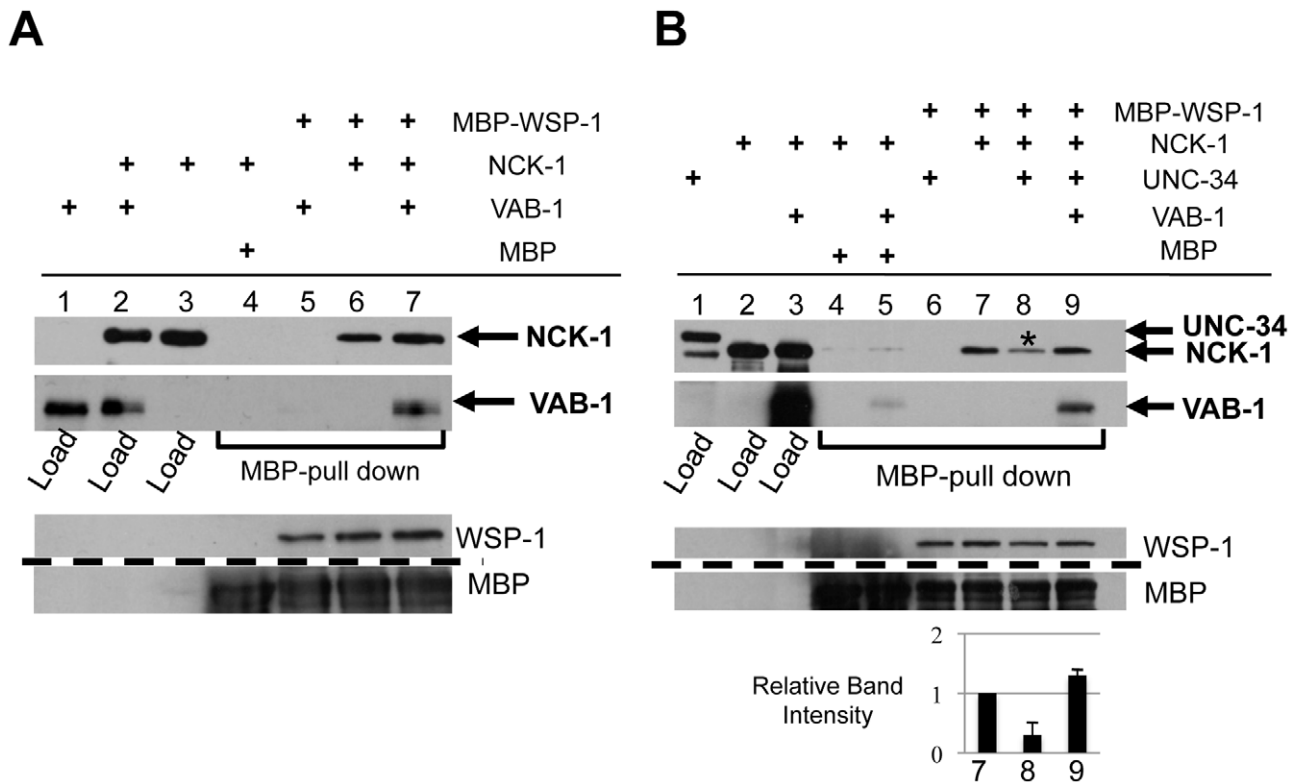 A
+ + + MBP-WSP-1
+ + + + + NCK-1
+ + + + VAB-1
+ MBP
1 2 3 4 5 6 7
NCK-1
VAB-1
Load Load Load MBP-pull down
WSP-1
MBP
B
+ + + + MBP-WSP-1
+ + + + + + + NCK-1
+ + + + UNC-34
+ + + VAB-1
+ + MBP
1 2 3 4 5 6 7 8 9
UNC-34
* NCK-1
VAB-1
Load Load Load MBP-pull down
WSP-1
MBP
2
Relative Band
Intensity
1
0
7 8 9